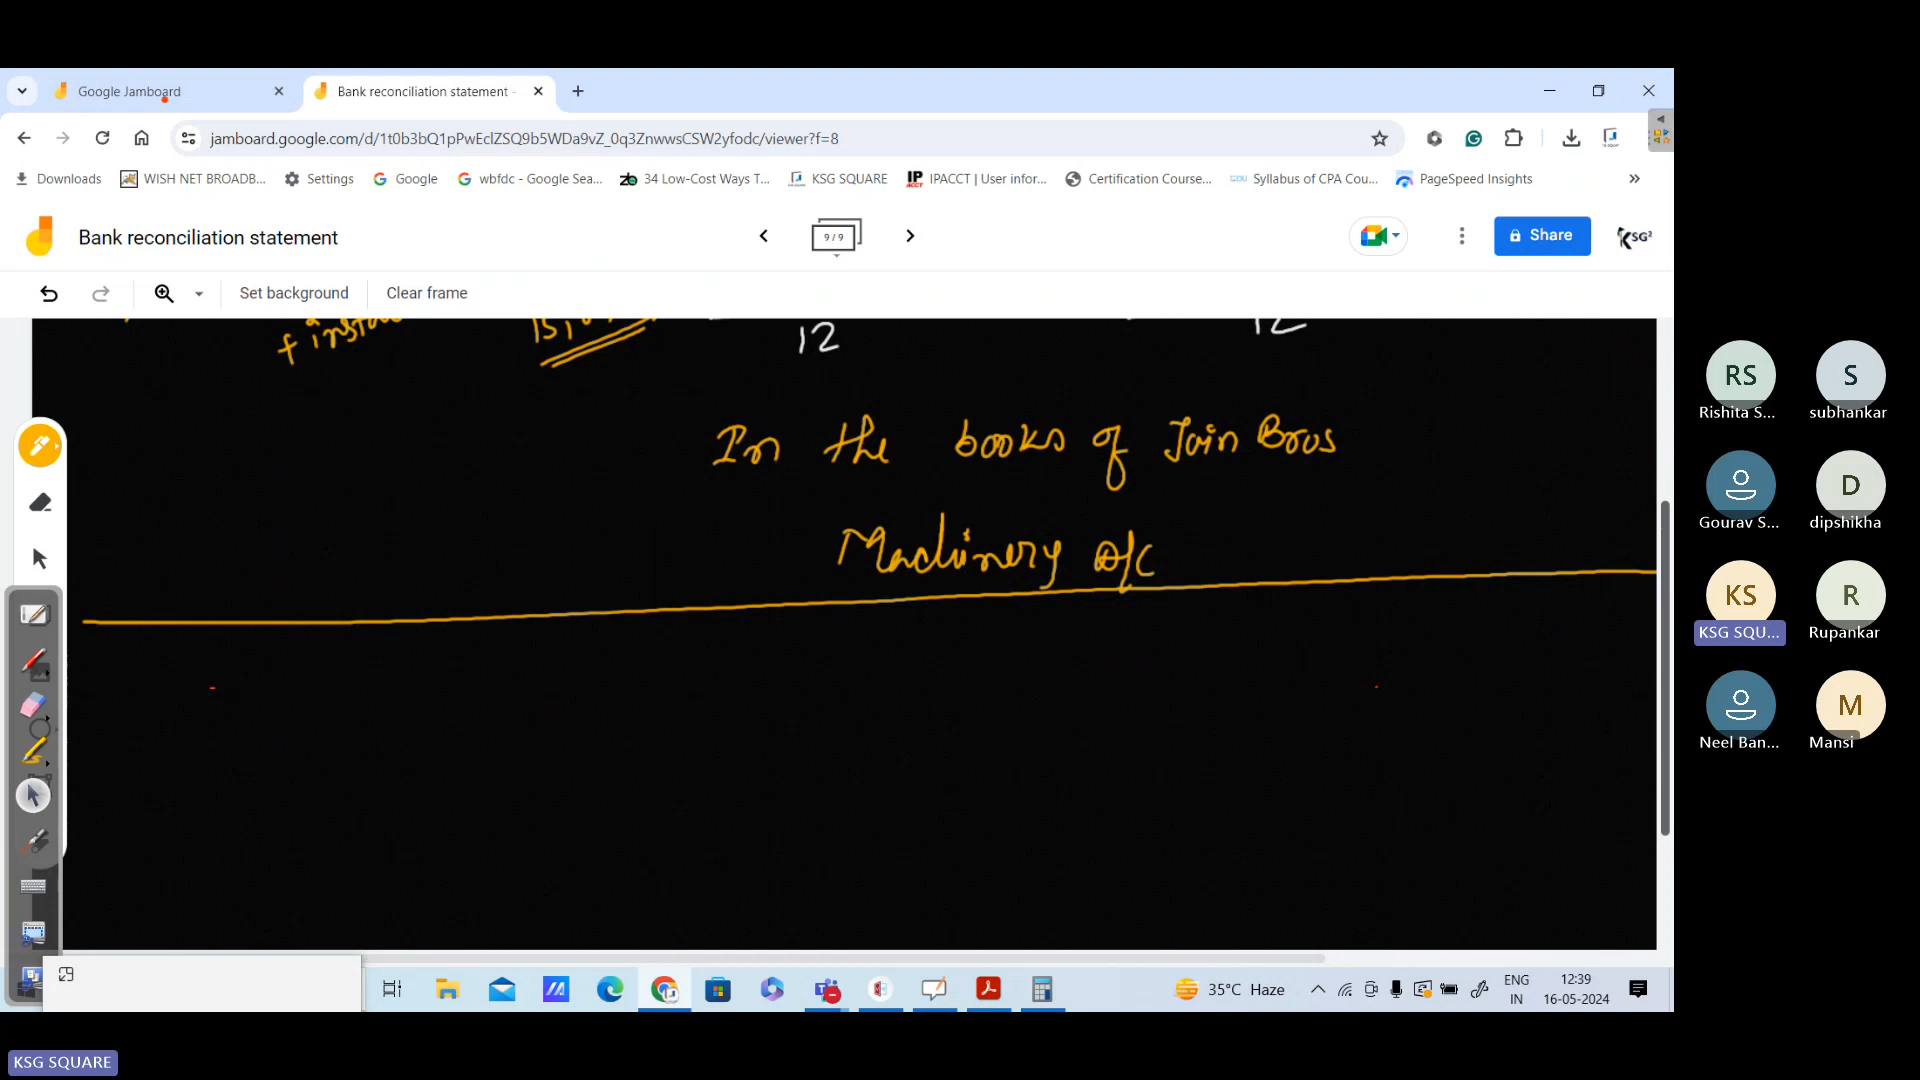 Google Jamboard
Bank reconciliation statement -
jamboard.google.com/d/1t0b3bQ1pPwEclZSQ9b5WDa9vZ_0q3ZnwwsCSW2yfodc/viewer?f=8
Downloads WISH NET BROADB... Settings Google wbfdc - Google Sea... 34 Low-Cost Ways T... KSG SQUARE IPACCT | User infor... Certification Course... Syllabus of CPA Cou... PageSpeed Insights
Bank reconciliation statement
9 / 9
Share
KSG²
Set background Clear frame
12
12
In the books of Jain Bros
Machinery A/C
RS
Rishita S...
S
subhankar
Gourav S...
D
dipshikha
KS
KSG SQU...
R
Rupankar
Neel Ban...
M
Mansi
35°C Haze
ENG
IN
12:39
16-05-2024
KSG SQUARE